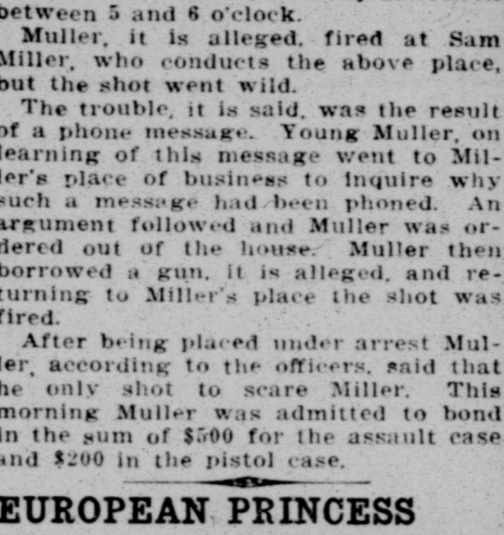 between 5 and 6 o'clock.
Muller, it is alleged, fired at Sam
Miller, who conducts the above place,
but the shot went wild.
The trouble, it is said, was the result
of a phone message. Young Muller, on
learning of this message went to Mil-
ler's place of business to inquire why
such a message had been phoned. An
argument followed and Muller was or-
dered out of the house. Muller then
borrowed a gun, it is alleged, and re-
turning to Miller's place the shot was
fired.
After being placed under arrest Mul-
ler, according to the officers, said that
he only shot to scare Miller. This
morning Muller was admitted to bond
in the sum of $500 for the assault case
and $200 in the pistol case.
EUROPEAN PRINCESS